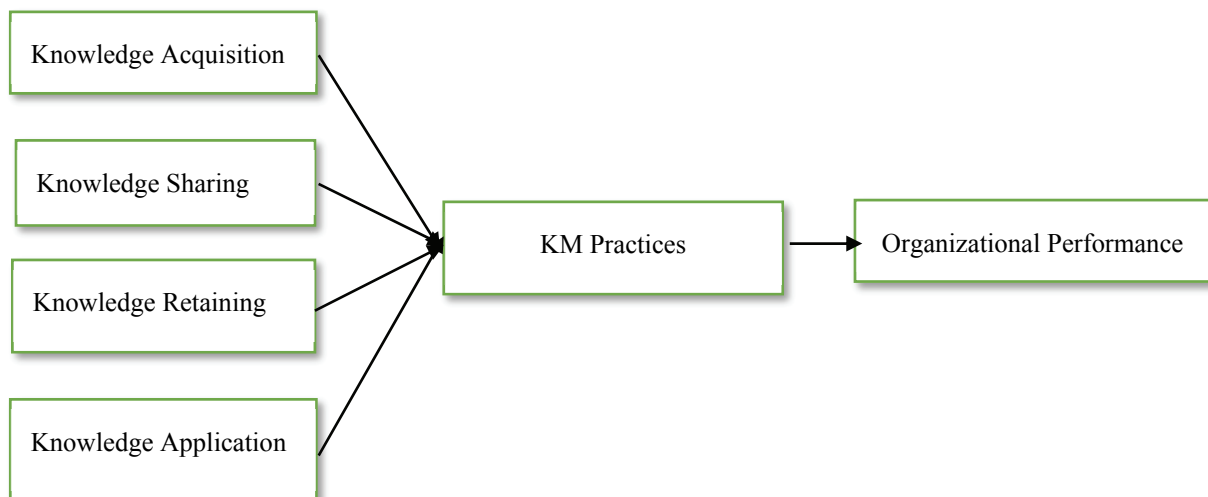 Knowledge Acquisition
Knowledge Sharing
Knowledge Retaining
Knowledge Application
KM Practices
Organizational Performance